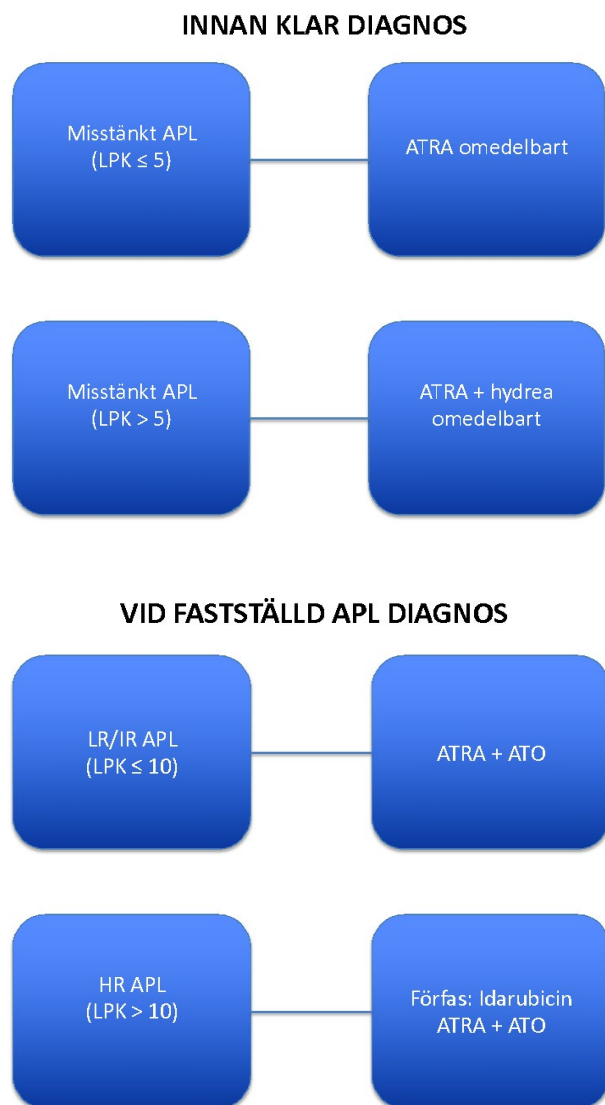 INNAN KLAR DIAGNOS
Misstänkt APL
(LPK ≤ 5)
ATRA omedelbart
Misstänkt APL
(LPK > 5)
ATRA + hydrea
omedelbart
VID FASTSTÄLLD APL DIAGNOS
LR/IR APL
(LPK ≤ 10)
ATRA + ATO
HR APL
(LPK > 10)
Förfas: Idarubicin
ATRA + ATO